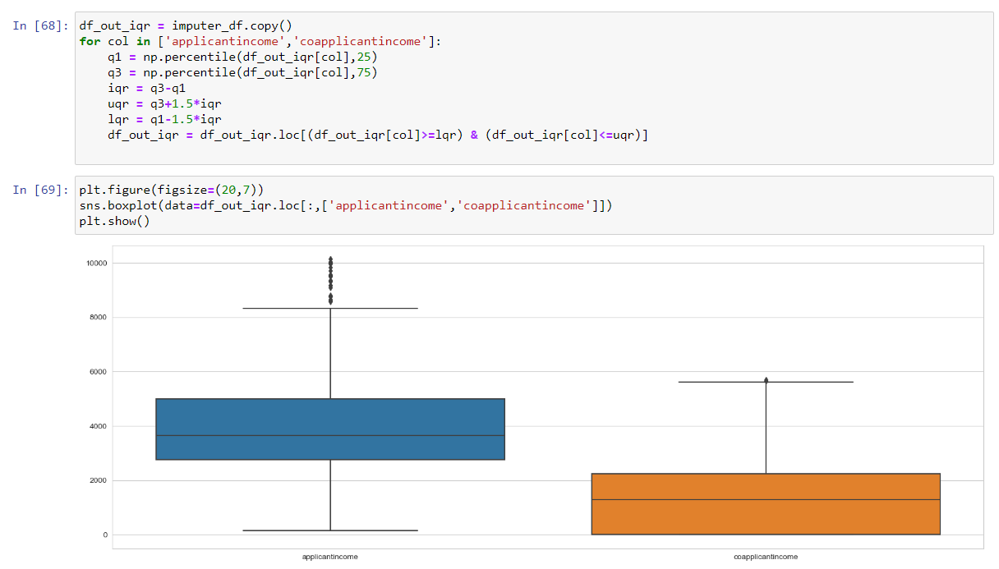 In [68]: df_out_iqr = imputer_df.copy()
for col in ['applicantincome','coapplicantincome']:
    q1 = np.percentile(df_out_iqr[col],25)
    q3 = np.percentile(df_out_iqr[col],75)
    iqr = q3-q1
    uqr = q3+1.5*iqr
    lqr = q1-1.5*iqr
    df_out_iqr = df_out_iqr.loc[(df_out_iqr[col]>=lqr) & (df_out_iqr[col]<=uqr)]
In [69]: plt.figure(figsize=(20,7))
sns.boxplot(data=df_out_iqr.loc[:,['applicantincome','coapplicantincome']])
plt.show()
10000
8000
6000
4000
2000
0
applicantincome coapplicantincome